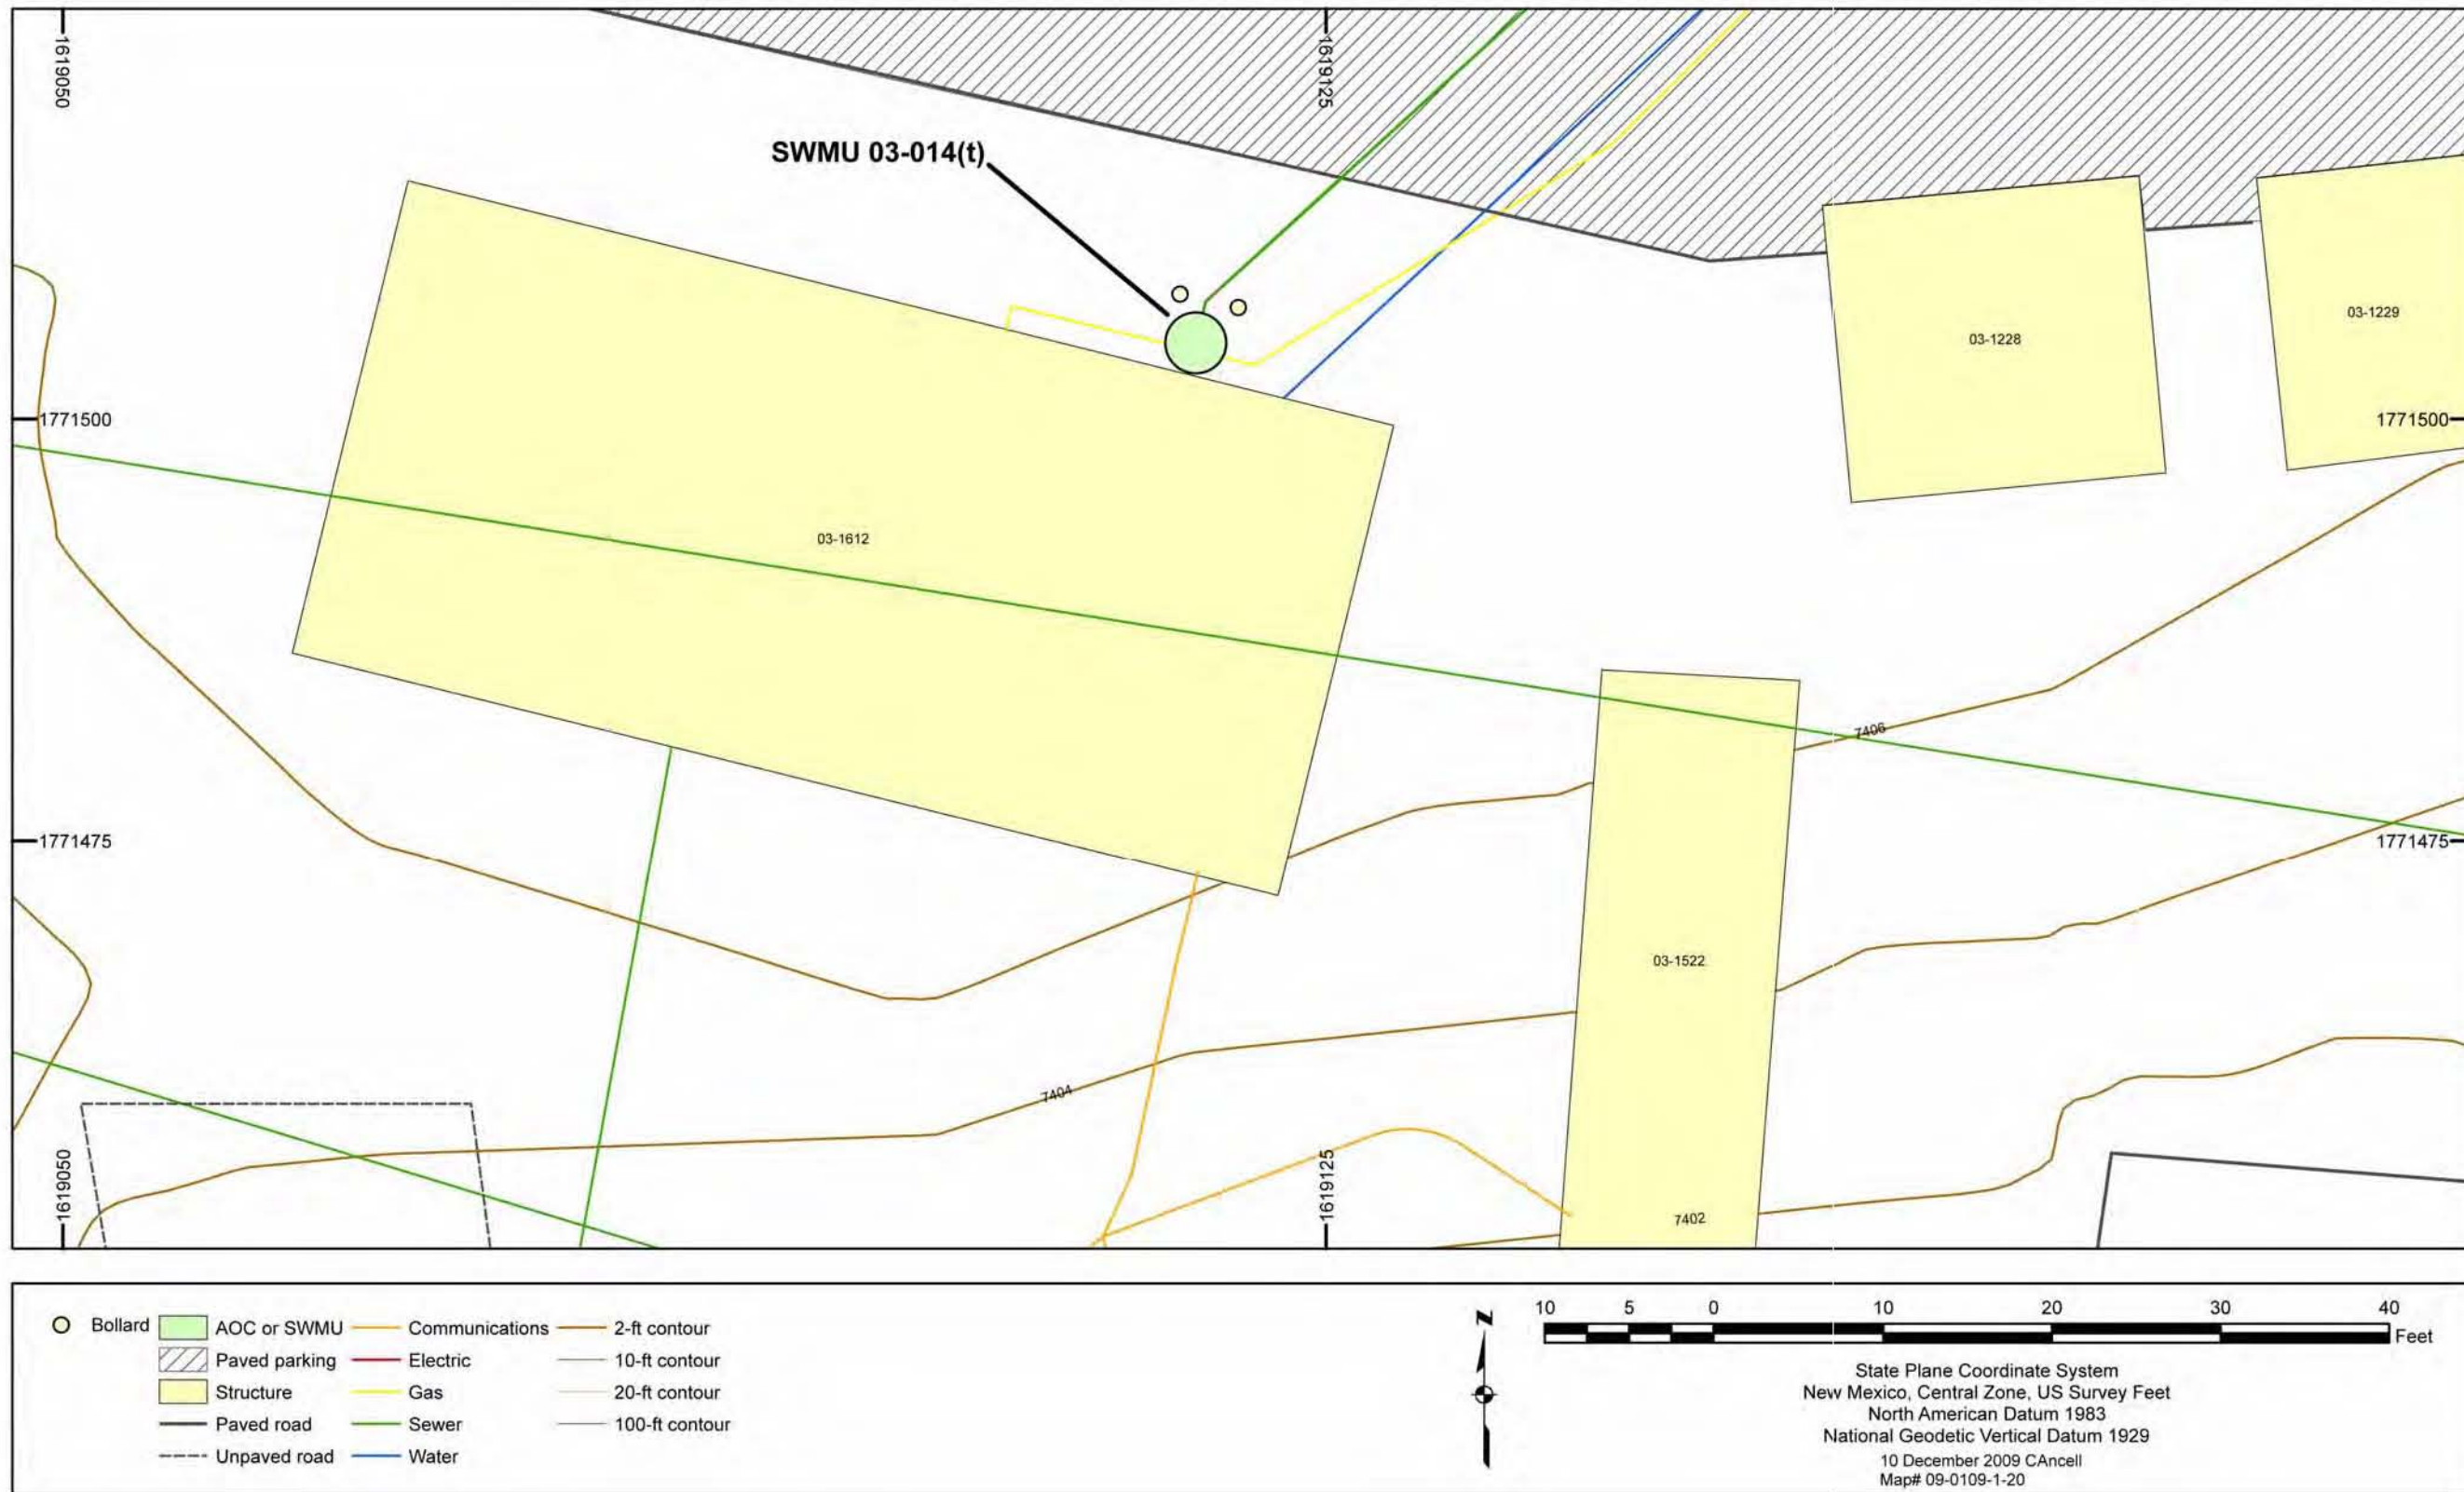 1619050
1619125
SWMU 03-014(t)
03-1229
03-1228
1771500
1771500
03-1612
7406
1771475
1771475
03-1522
7404
1619050
1619125
7402
Bollard
AOC or SWMU
Paved parking
Structure
Paved road
Unpaved road
Communications
Electric
Gas
Sewer
Water
2-ft contour
10-ft contour
20-ft contour
100-ft contour
N
10 5 0 10 20 30 40
Feet
State Plane Coordinate System
New Mexico, Central Zone, US Survey Feet
North American Datum 1983
National Geodetic Vertical Datum 1929
10 December 2009 CAncell
Map# 09-0109-1-20